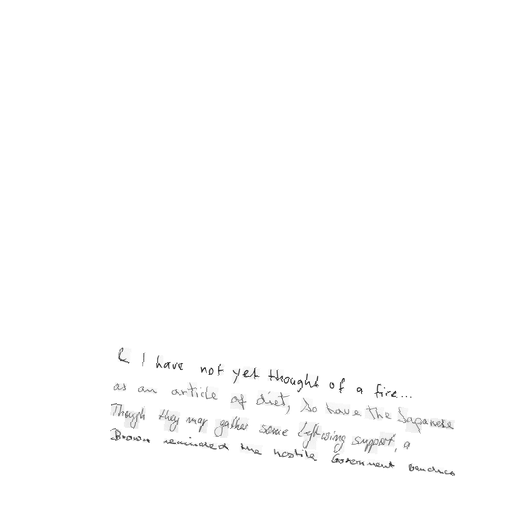 & I have not yet thought of a fire...
as an article of diet, So have the Japanese
Though they may gather some Left-wing support, a
Brown reminded the hostile Government benches